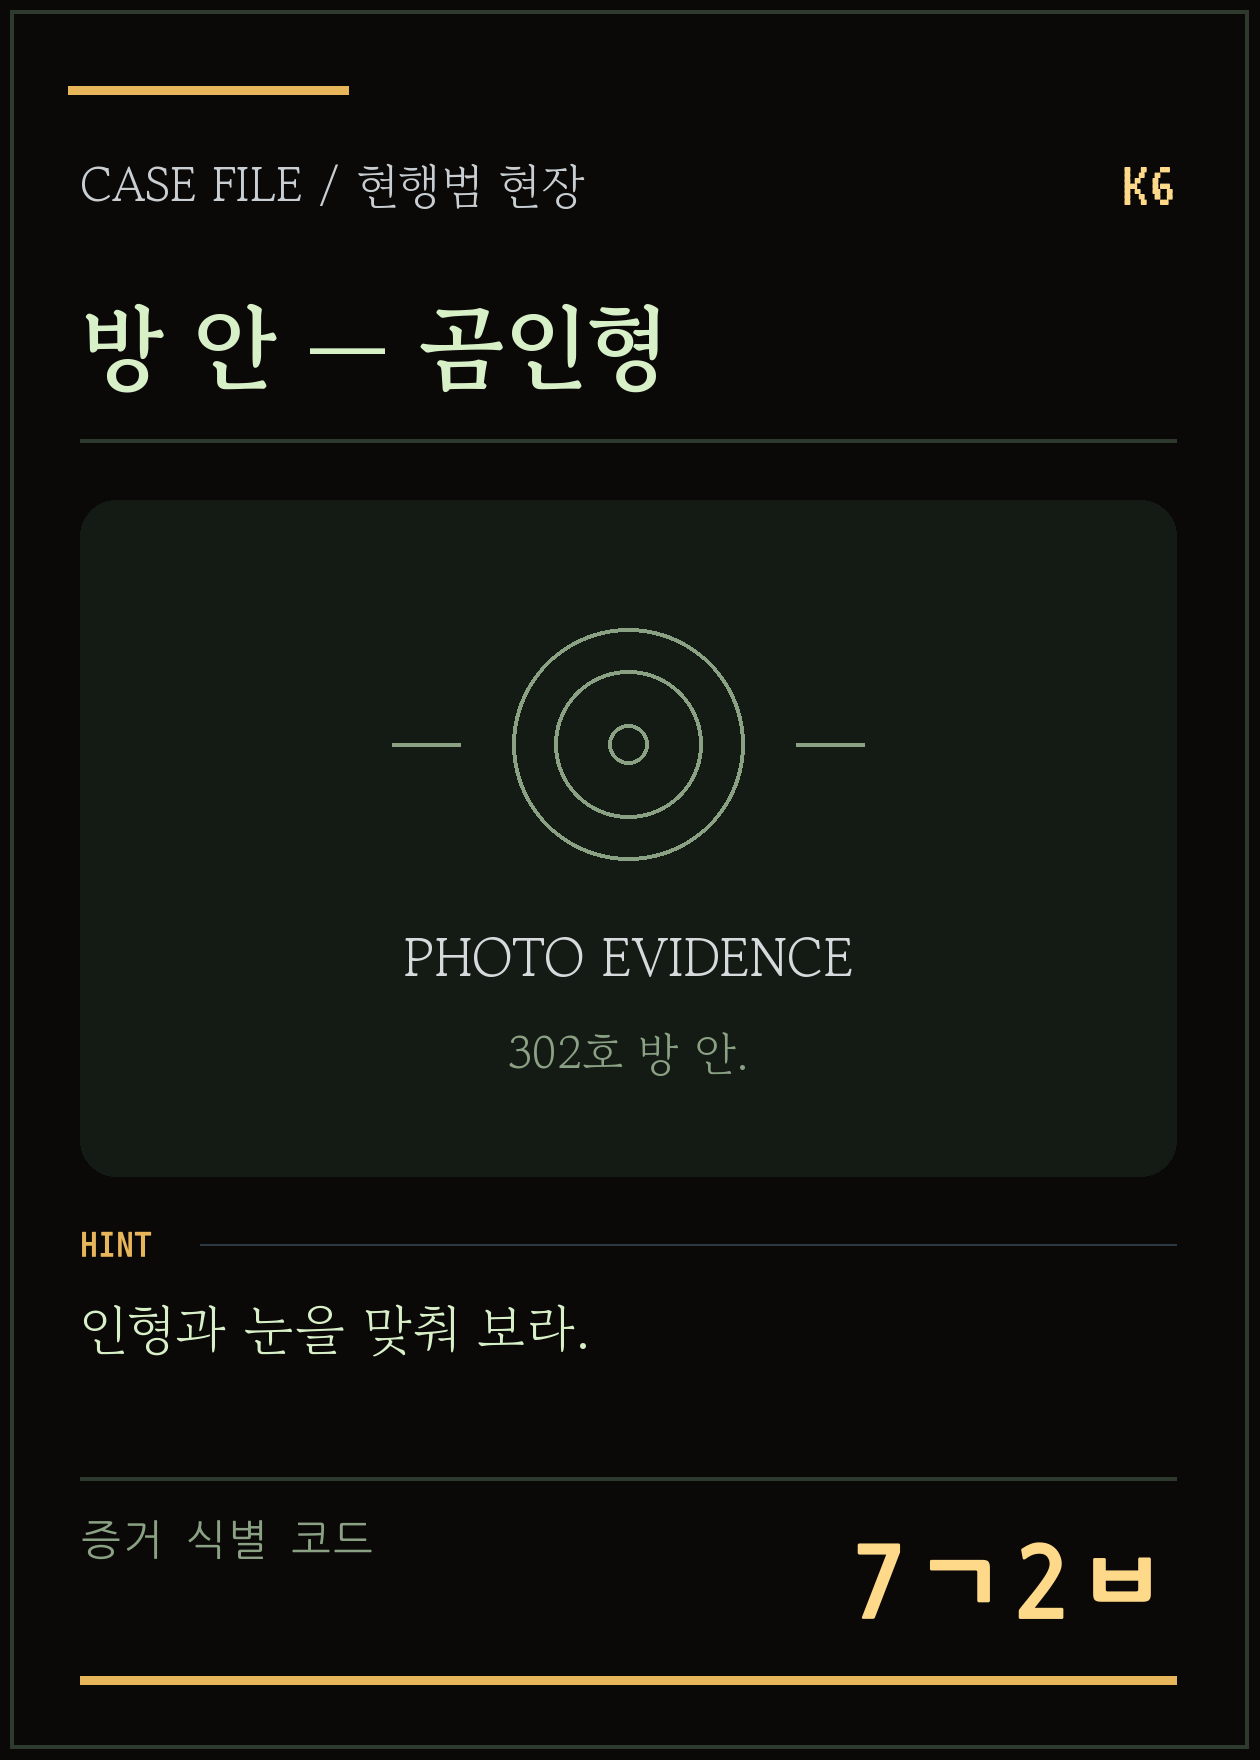 CASE FILE / 현행범 현장
K6
방 안 — 곰인형
PHOTO EVIDENCE
302호 방 안.
HINT
인형과 눈을 맞춰 보라.
증거 식별 코드
7ㄱ2ㅂ